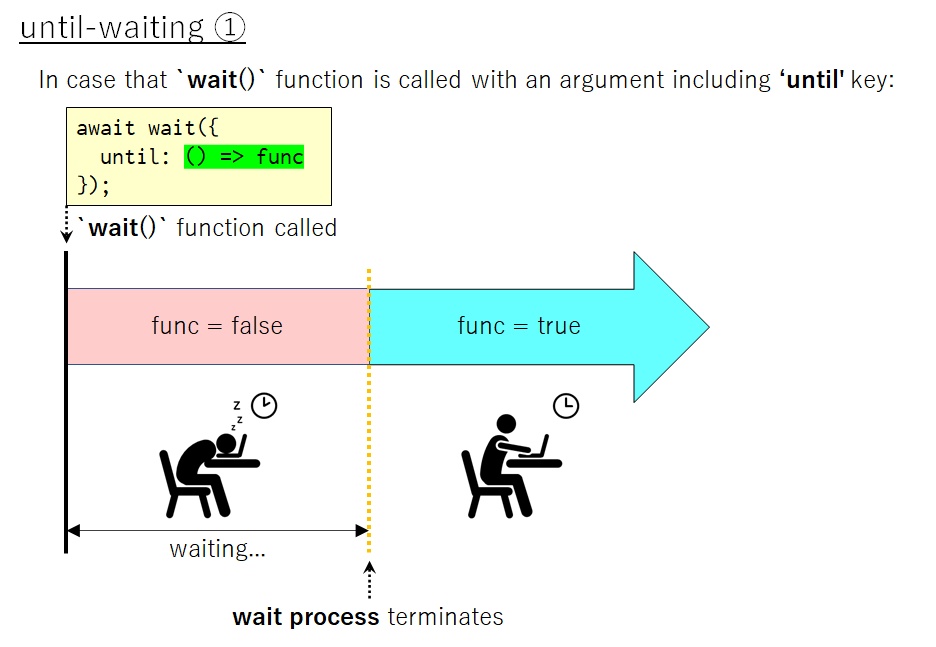 until-waiting ①
In case that `wait()` function is called with an argument including ‘until' key:
await wait({
  until: () => func
});
`wait()` function called
func = false
func = true
z
z
z
waiting...
wait process terminates